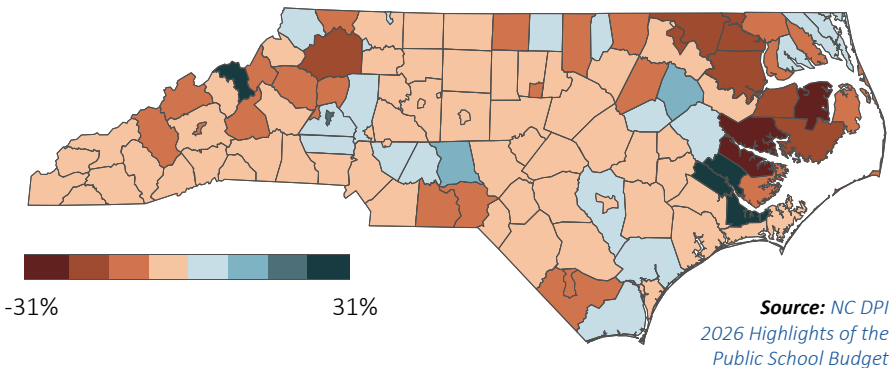 -31%
31%
Source: NC DPI
2026 Highlights of the
Public School Budget